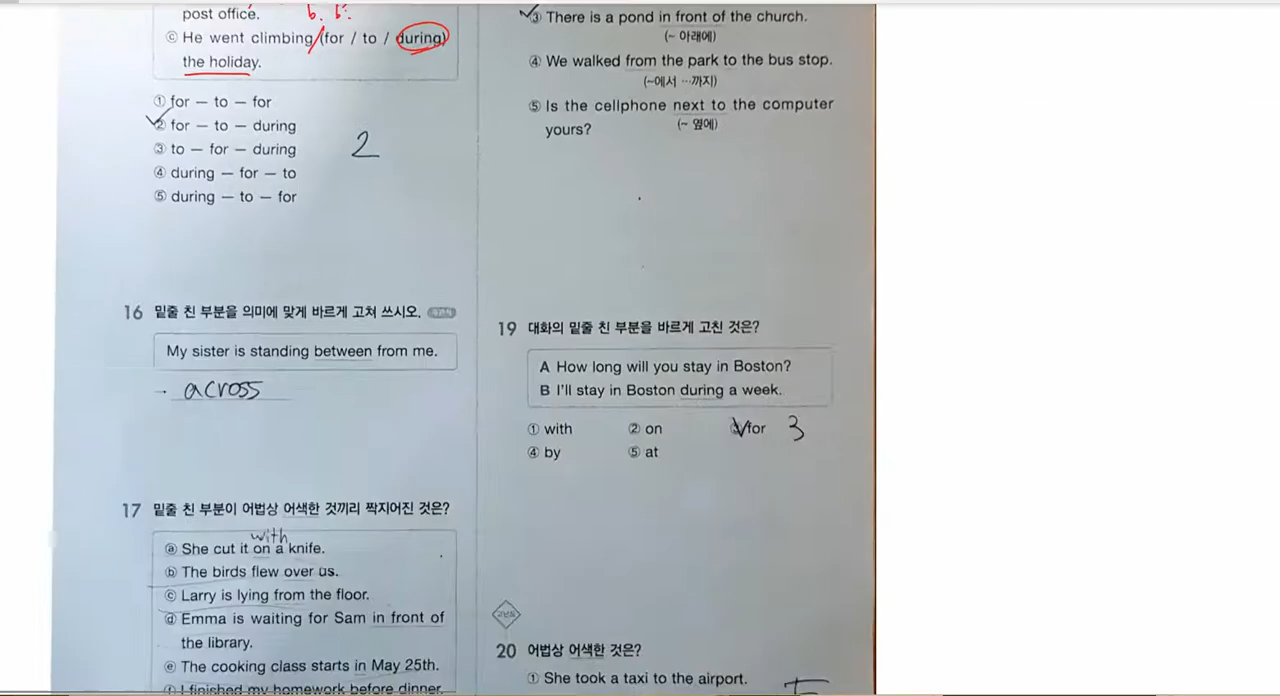 post office.
ⓒ He went climbing (for / to / during)
the holiday.
① for — to — for
② for — to — during
③ to — for — during
④ during — for — to
⑤ during — to — for
2
16 밑줄 친 부분을 의미에 맞게 바르게 고쳐 쓰시오.
My sister is standing between from me.
→ across
17 밑줄 친 부분이 어법상 어색한 것끼리 짝지어진 것은?
with
ⓐ She cut it on a knife.
ⓑ The birds flew over us.
ⓒ Larry is lying from the floor.
ⓓ Emma is waiting for Sam in front of
the library.
ⓔ The cooking class starts in May 25th.
ⓕ I finished my homework before dinner.
③ There is a pond in front of the church.
(~ 아래에)
④ We walked from the park to the bus stop.
(~에서 …까지)
⑤ Is the cellphone next to the computer
yours? (~ 옆에)
19 대화의 밑줄 친 부분을 바르게 고친 것은?
A How long will you stay in Boston?
B I'll stay in Boston during a week.
① with ② on ③ for 3
④ by ⑤ at
고난도
20 어법상 어색한 것은?
① She took a taxi to the airport.